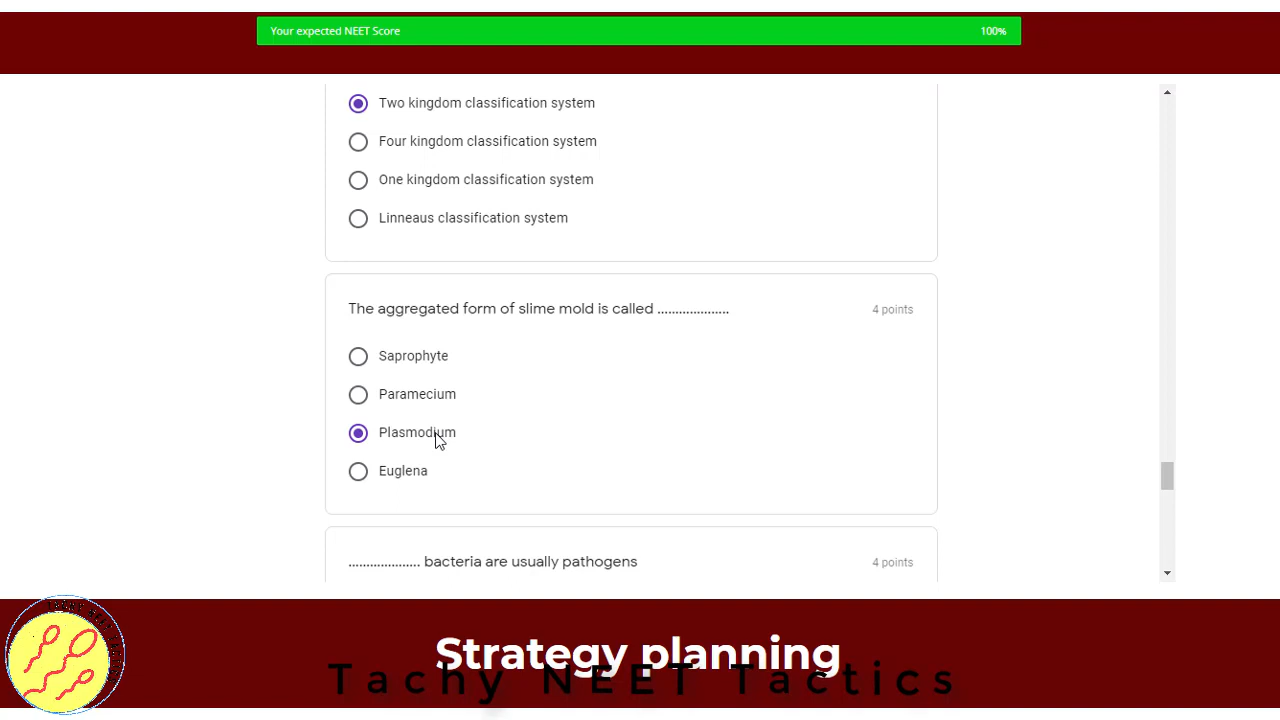 Your expected NEET Score 100%
Two kingdom classification system
Four kingdom classification system
One kingdom classification system
Linneaus classification system
The aggregated form of slime mold is called ................... 4 points
Saprophyte
Paramecium
Plasmodium
Euglena
.................... bacteria are usually pathogens 4 points
Strategy planning
Tachy NEET Tactics